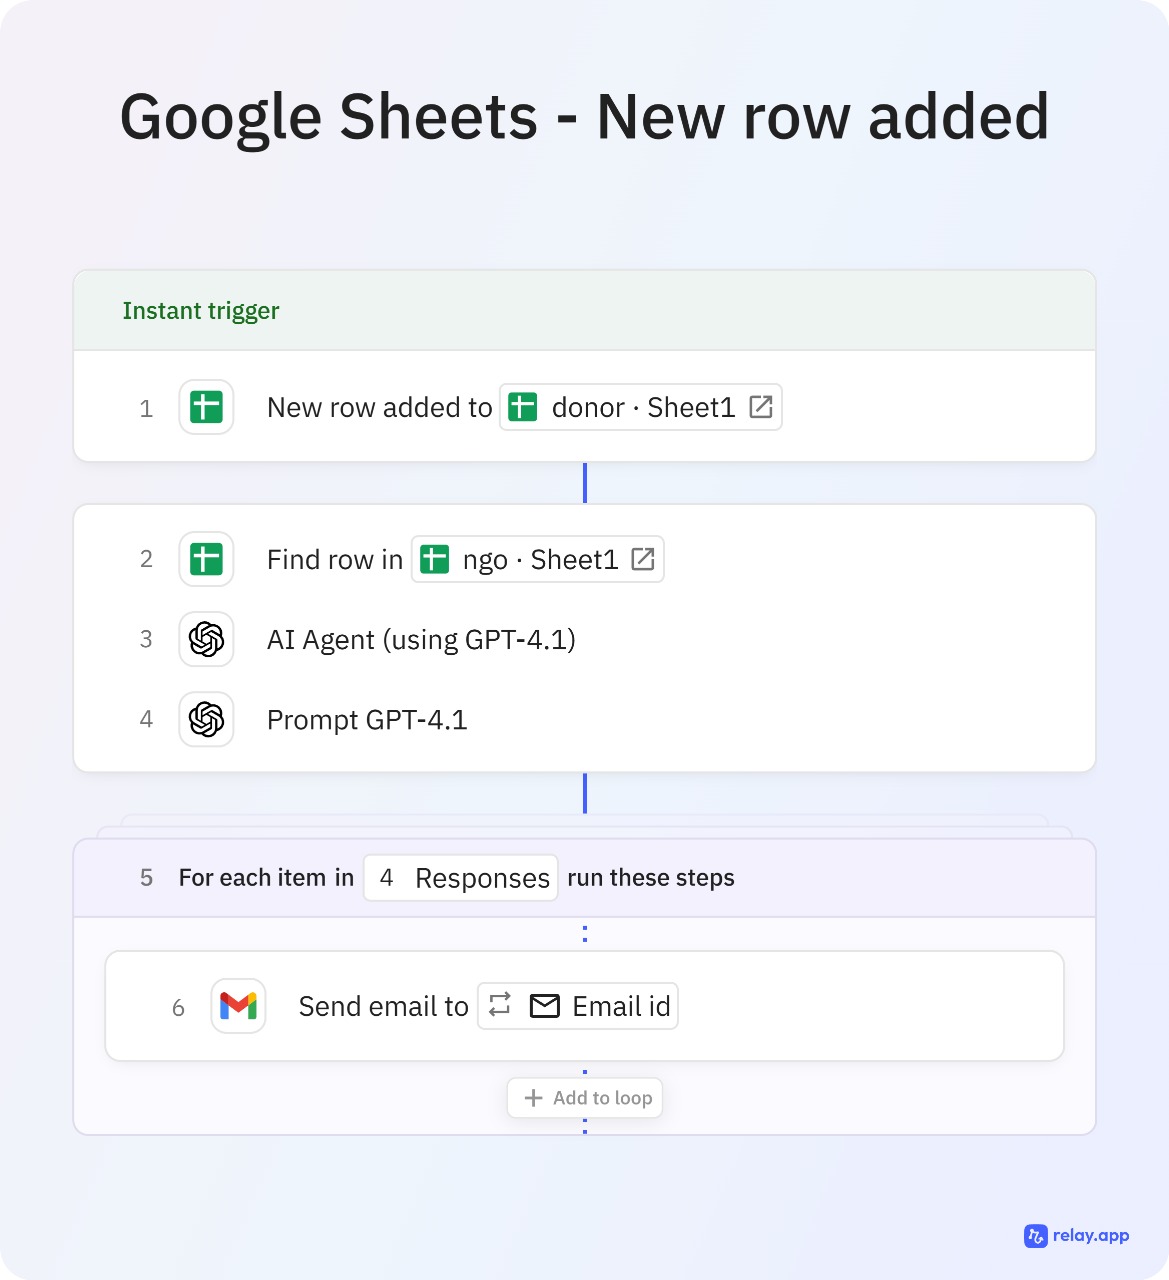 Google Sheets - New row added
Instant trigger
1 New row added to donor · Sheet1
2 Find row in ngo · Sheet1
3 AI Agent (using GPT-4.1)
4 Prompt GPT-4.1
5 For each item in 4 Responses run these steps
6 Send email to Email id
+ Add to loop
relay.app